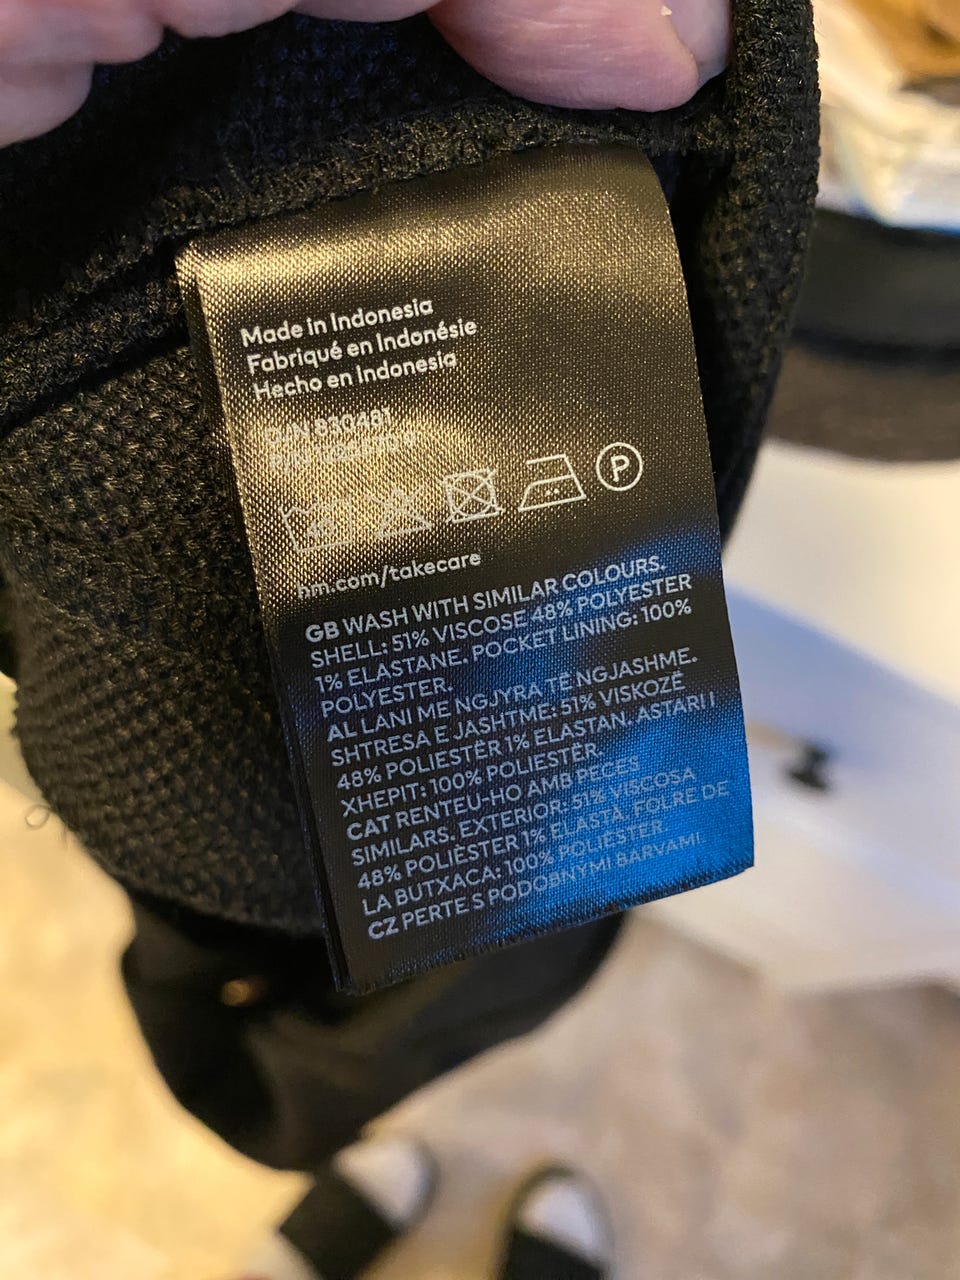 Made in Indonesia
Fabriqué en Indonésie
Hecho en Indonesia
O/N 830481
P
hm.com/takecare
GB WASH WITH SIMILAR COLOURS.
SHELL: 51% VISCOSE 48% POLYESTER
1% ELASTANE. POCKET LINING: 100%
POLYESTER.
AL LANI ME NGJYRA TË NGJASHME.
SHTRESA E JASHTME: 51% VISKOZË
48% POLIESTËR 1% ELASTAN. ASTARI I
XHEPIT: 100% POLIESTËR.
CAT RENTEU-HO AMB PECES
SIMILARS. EXTERIOR: 51% VISCOSA
48% POLIÈSTER 1% ELASTÀ. FOLRE DE
LA BUTXACA: 100% POLIÈSTER.
CZ PERTE S PODOBNÝMI BARVAMI.